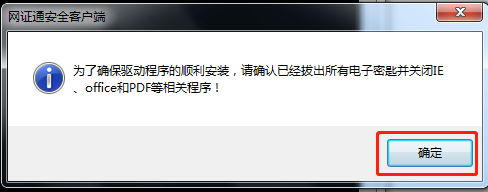 网证通安全客户端
为了确保驱动程序的顺利安装，请确认已经拔出所有电子密匙并关闭IE
、office和PDF等相关程序！
确定